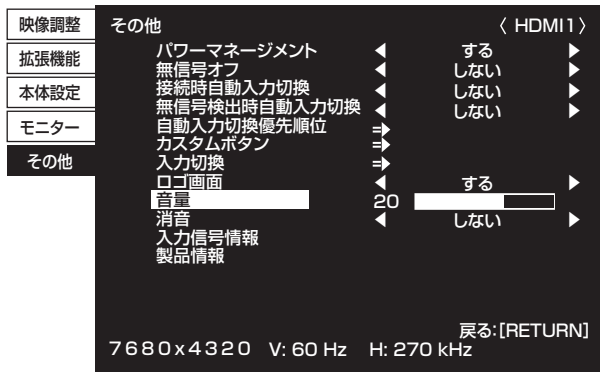 映像調整
拡張機能
本体設定
モニター
その他
その他 〈 HDMI1〉
パワーマネージメント ◀ する ▶
無信号オフ ◀ しない ▶
接続時自動入力切換 ◀ しない ▶
無信号検出時自動入力切換 ◀ しない ▶
自動入力切換優先順位
カスタムボタン
入力切換
ロゴ画面 ◀ する ▶
音量 20
消音 ◀ しない ▶
入力信号情報
製品情報
戻る:[RETURN]
7680x4320 V: 60 Hz H: 270 kHz